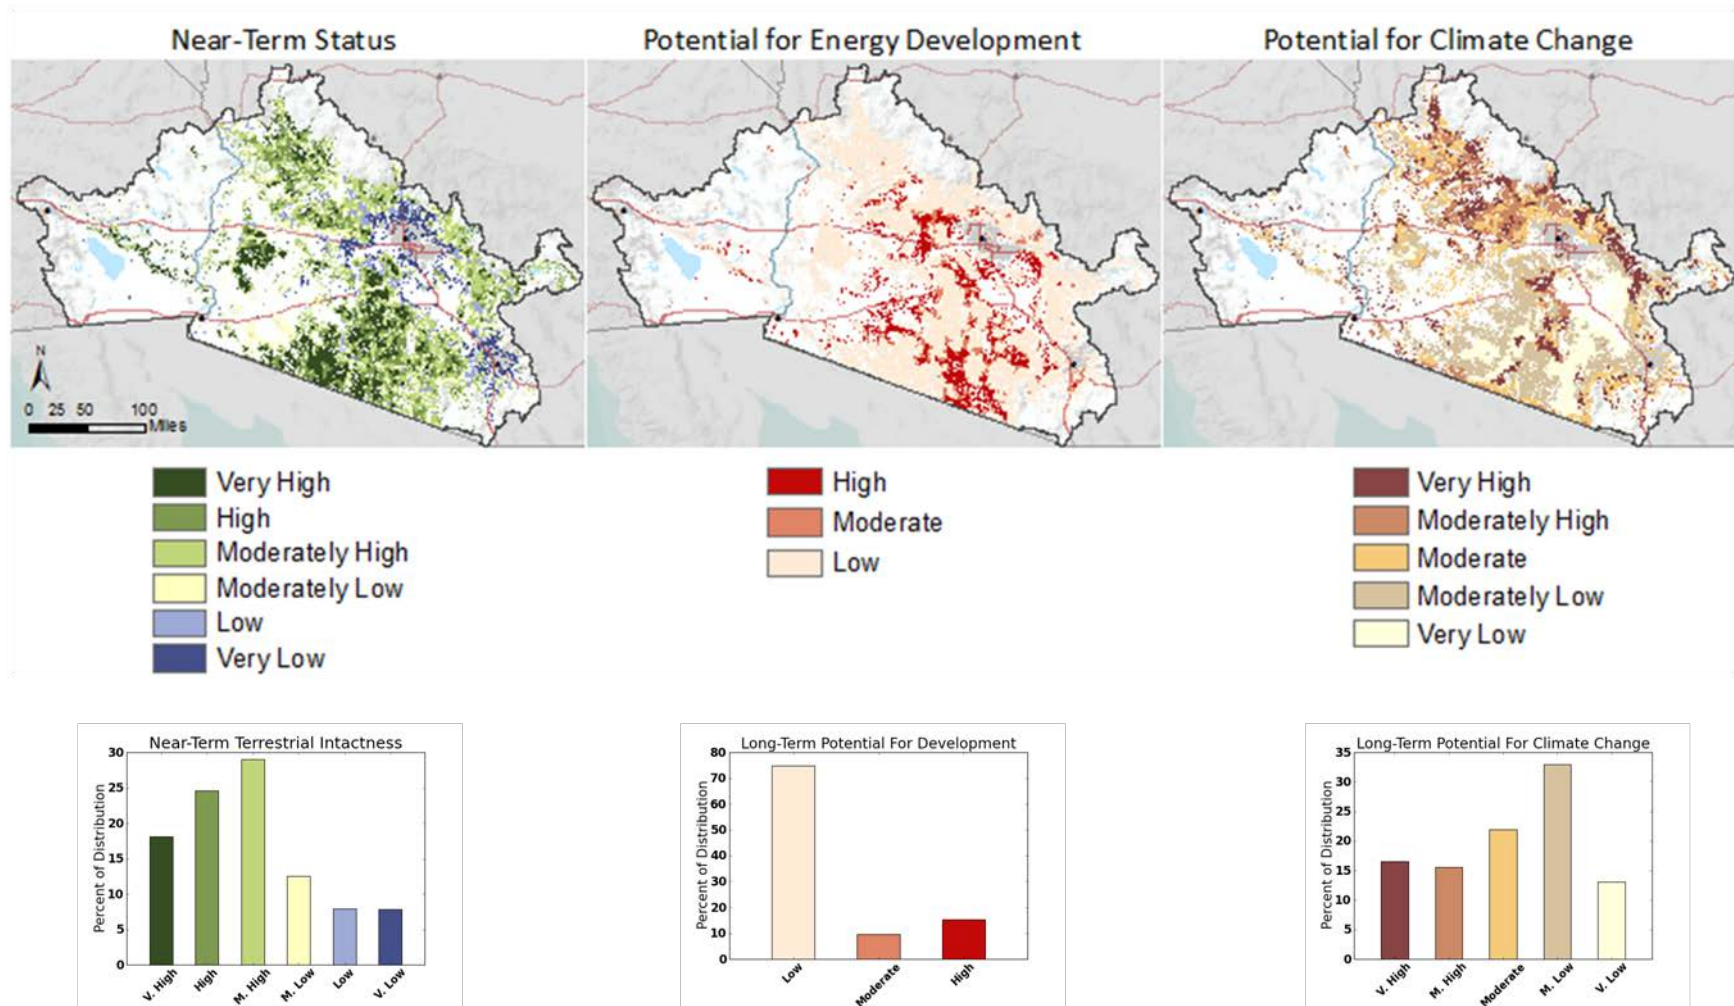 Near-Term Status
Potential for Energy Development
Potential for Climate Change
N
0 25 50 100
Miles
Very High
High
Moderately High
Moderately Low
Low
Very Low
High
Moderate
Low
Very High
Moderately High
Moderate
Moderately Low
Very Low
Near-Term Terrestrial Intactness
Percent of Distribution
30
25
20
15
10
5
0
V. High
High
M. High
M. Low
Low
V. Low
Long-Term Potential For Development
Percent of Distribution
80
70
60
50
40
30
20
10
0
Low
Moderate
High
Long-Term Potential For Climate Change
Percent of Distribution
35
30
25
20
15
10
5
0
V. High
M. High
Moderate
M. Low
V. Low